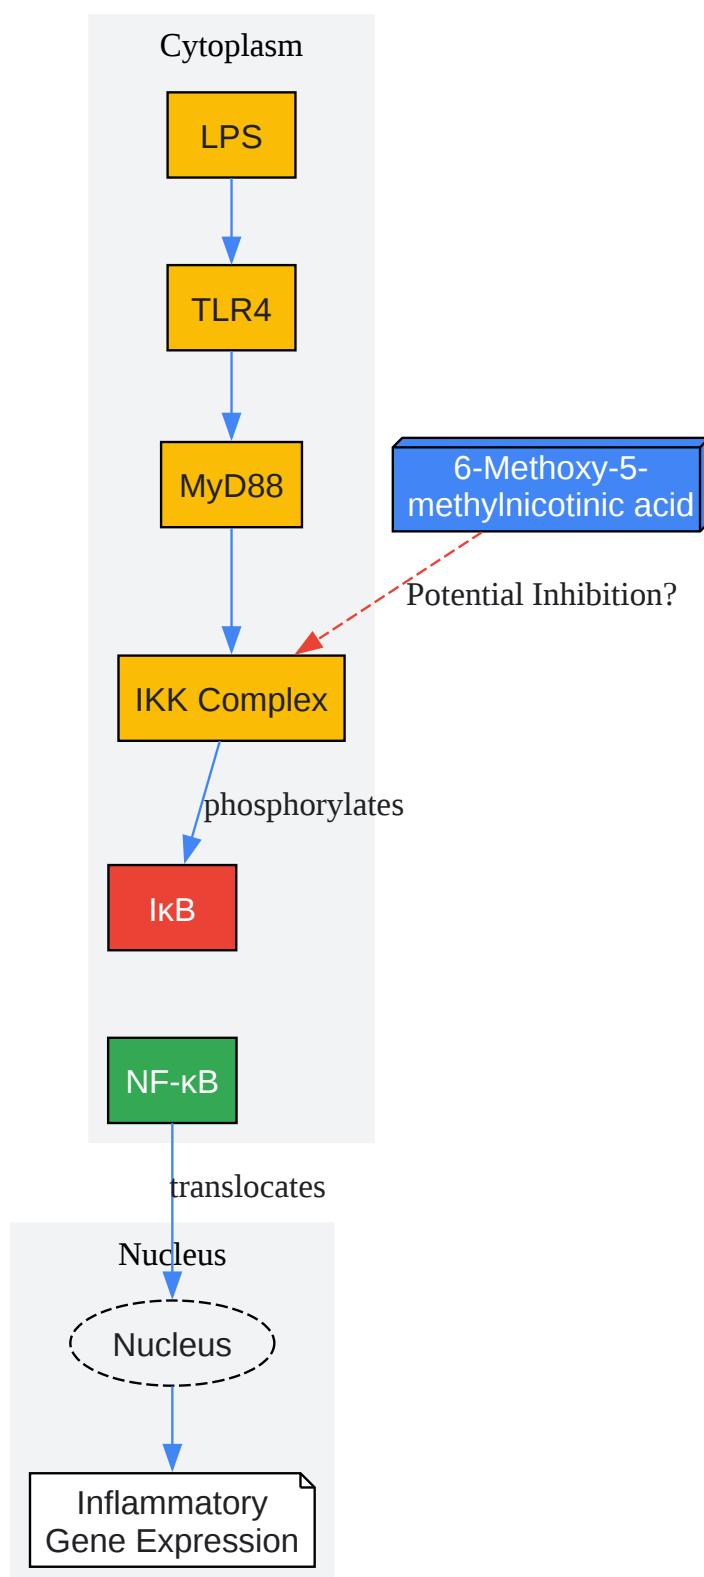 Cytoplasm
LPS
TLR4
MyD88
6-Methoxy-5-
methylnicotinic acid
Potential Inhibition?
IKK Complex
phosphorylates
IκB
NF-κB
translocates
Nucleus
Nucleus
Inflammatory
Gene Expression